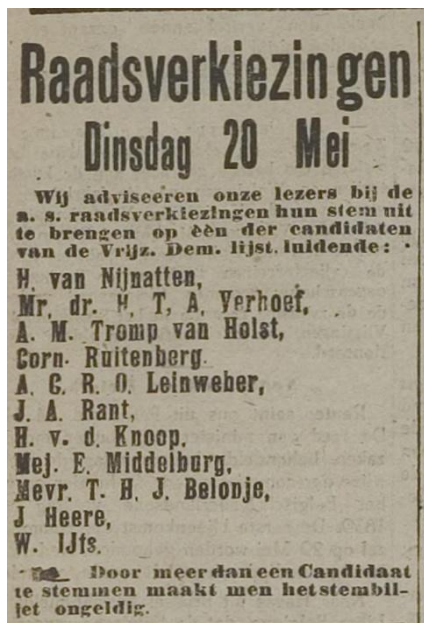 Raadsverkiezingen
Dinsdag 20 Mei
Wij adviseeren onze lezers bij de
a. s. raadsverkiezingen hun stem uit
te brengen op èèn der candidaten
van de Vrijz. Dem. lijst. luidende:
H. van Nijnatten,
Mr. dr. H. T, A, Verhoef,
A. M. Tromp van Holst,
Corn. Ruitenberg.
A. C. R. O. Leinweber,
J. A. Rant,
H. v. d. Knoop,
Mej. E. Middelburg,
Mevr. T. H. J. Belonje,
J Heere,
W. IJfs.
Door meer dan een Candidaat
te stemmen maakt men het stembil-
jet ongeldig.